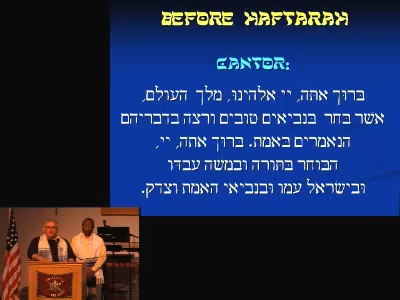 BEFORE HAFTARAH
CANTOR:
ברוך אתה, יי אלהינו, מלך העולם,
אשר בחר בנביאים טובים ורצה בדבריהם
הנאמרים באמת. ברוך אתה, יי,
הבוחר בתורה ובמשה עבדו
ובישראל עמו ובנביאי האמת וצדק.